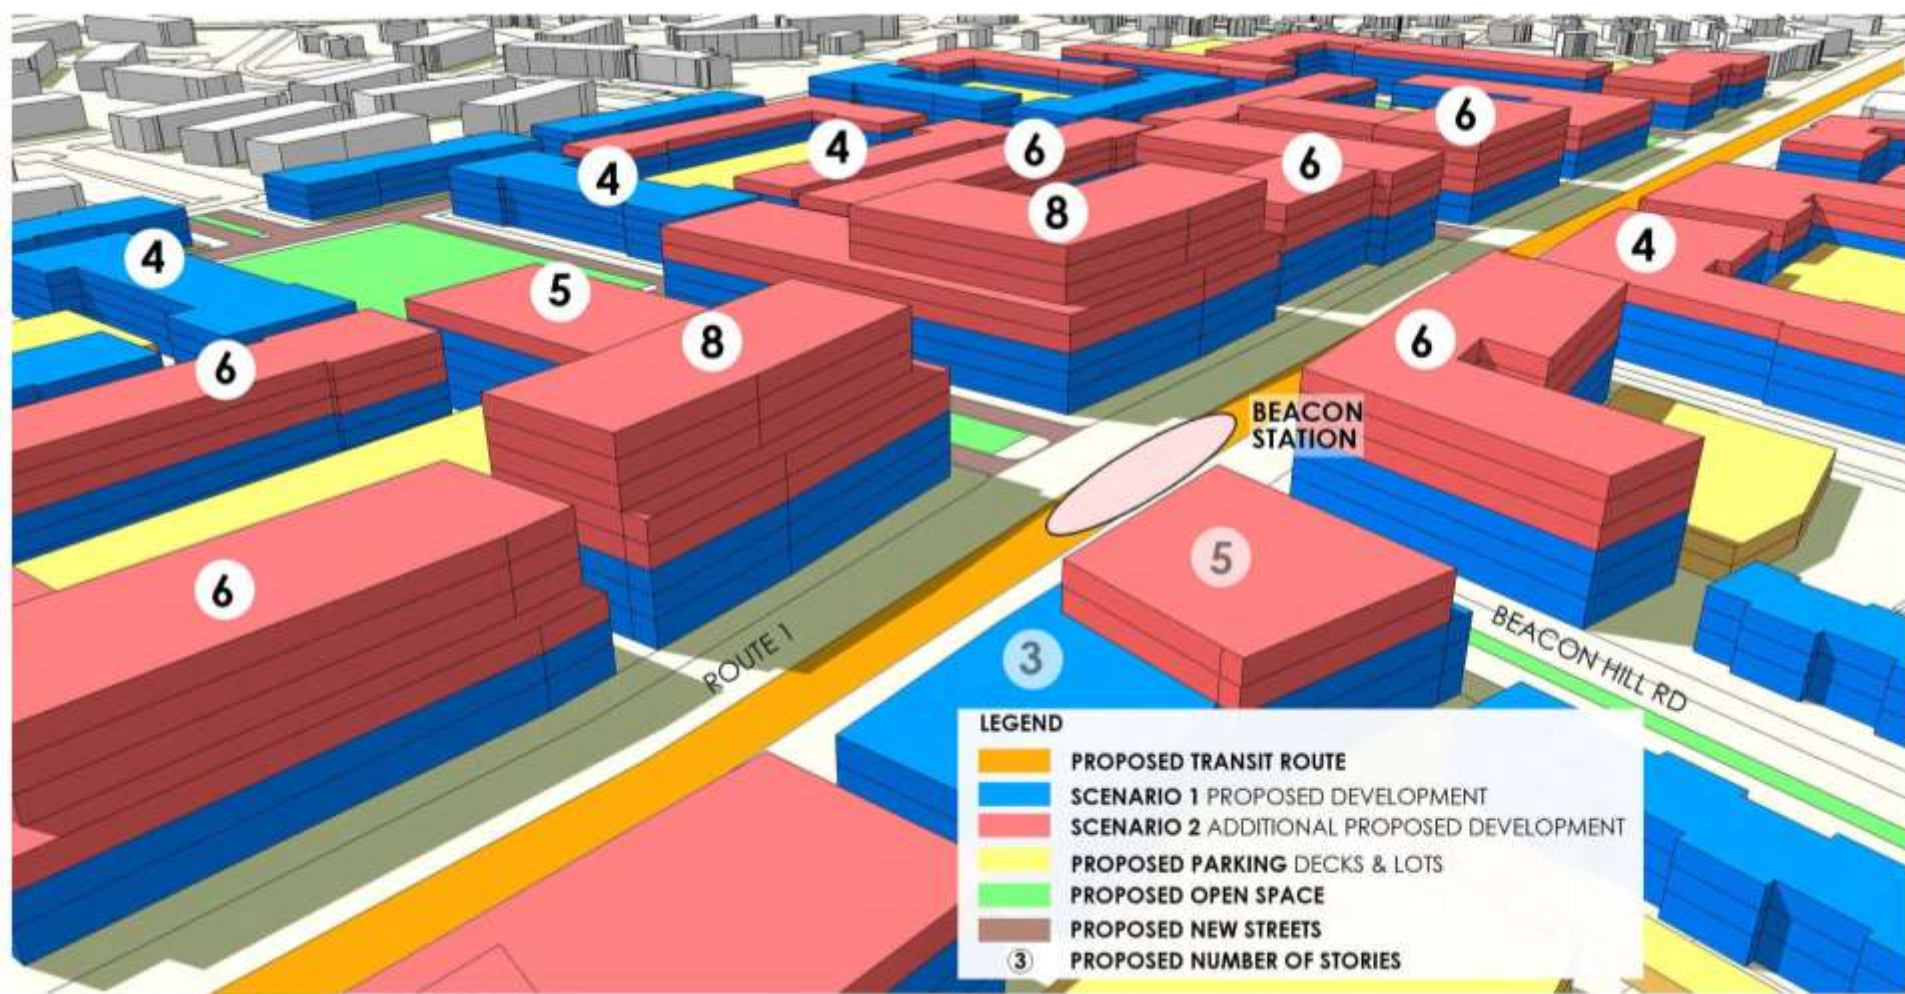 6
4
6
6
4
8
4
4
4
5
8
6
6
BEACON
STATION
5
6
ROUTE 1
3
BEACON HILL RD
LEGEND
PROPOSED TRANSIT ROUTE
SCENARIO 1 PROPOSED DEVELOPMENT
SCENARIO 2 ADDITIONAL PROPOSED DEVELOPMENT
PROPOSED PARKING DECKS & LOTS
PROPOSED OPEN SPACE
PROPOSED NEW STREETS
3 PROPOSED NUMBER OF STORIES